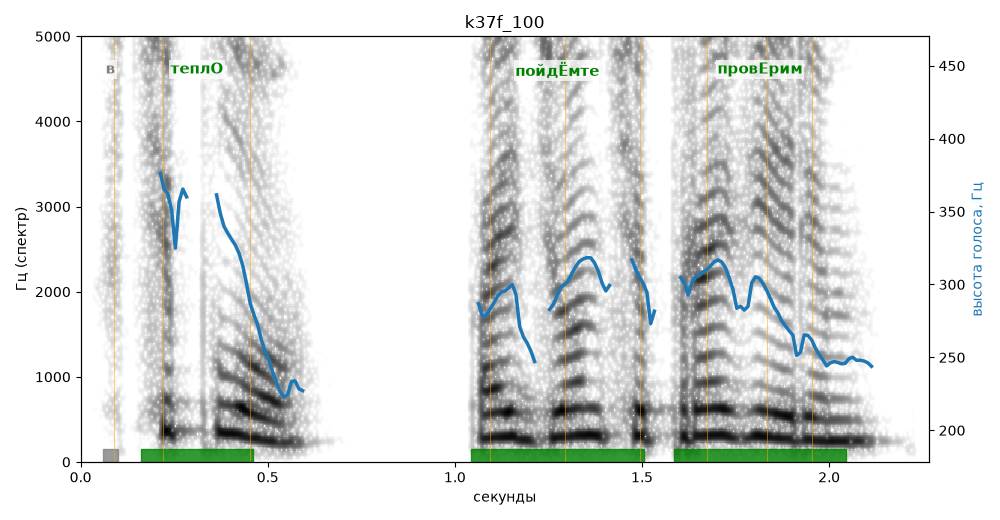 k37f_100
в
теплО
пойдЁмте
провЕрим
5000
4000
3000
2000
1000
0
Гц (спектр)
450
400
350
300
250
200
высота голоса, Гц
0.0 0.5 1.0 1.5 2.0
секунды